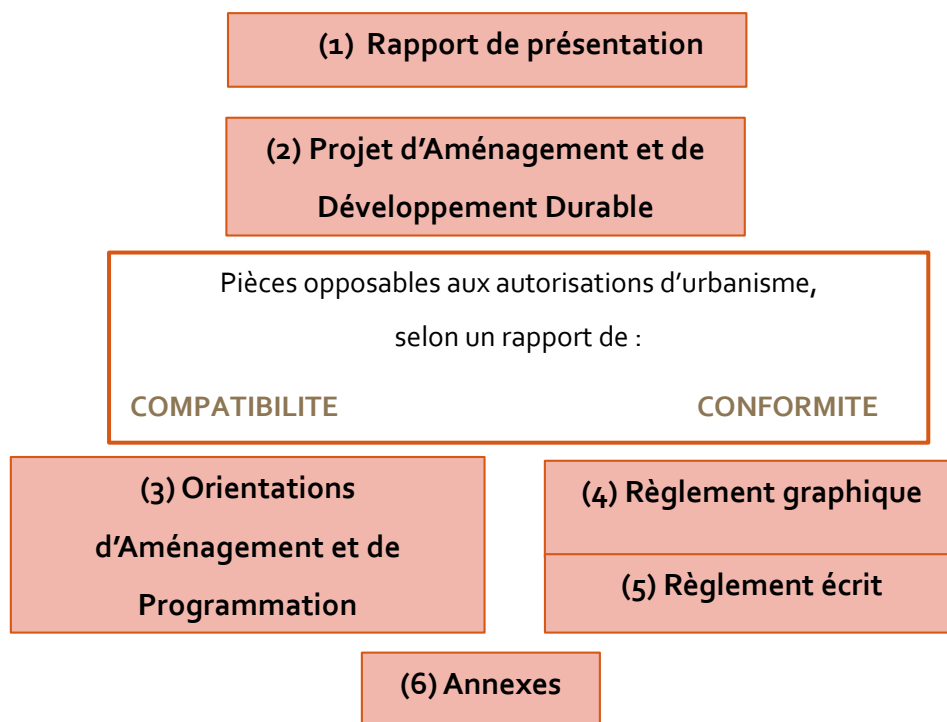 (1) Rapport de présentation
(2) Projet d'Aménagement et de
Développement Durable
Pièces opposables aux autorisations d'urbanisme,
selon un rapport de :
COMPATIBILITE
CONFORMITE
(3) Orientations
d'Aménagement et de
Programmation
(4) Règlement graphique
(5) Règlement écrit
(6) Annexes